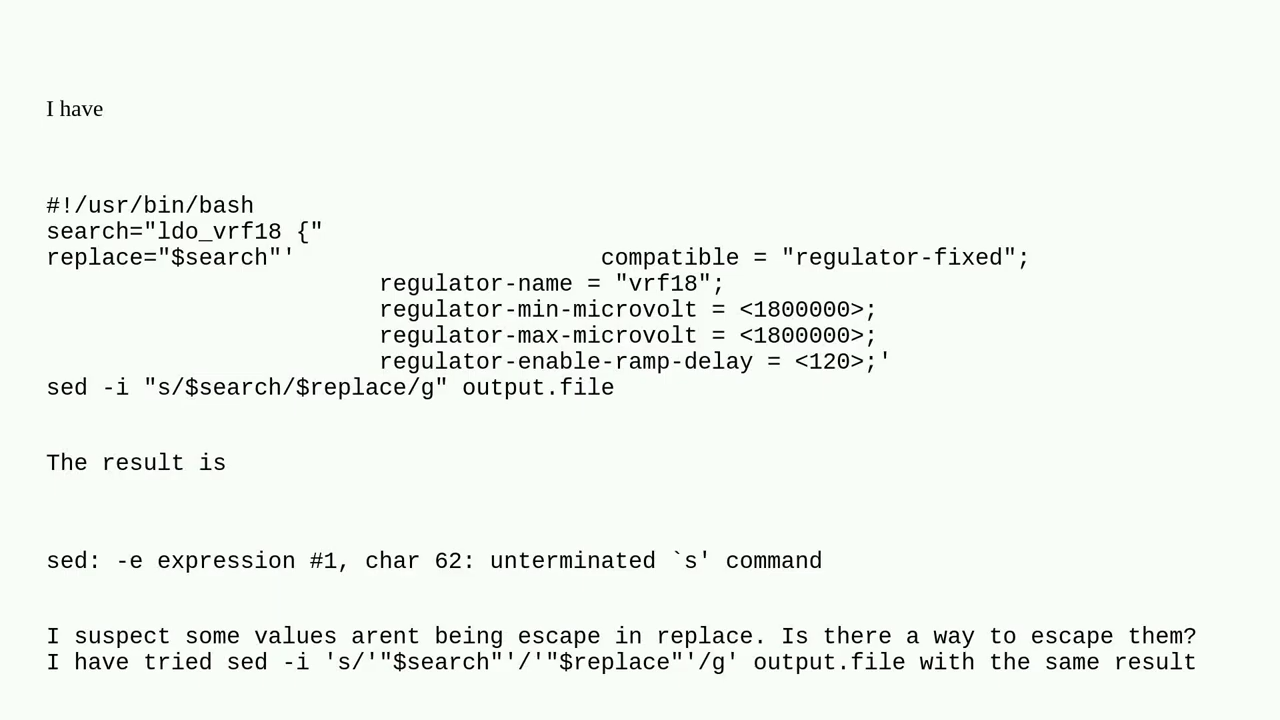 I have
#!/usr/bin/bash
search="ldo_vrf18 {"
replace="$search"'                      compatible = "regulator-fixed";
                        regulator-name = "vrf18";
                        regulator-min-microvolt = <1800000>;
                        regulator-max-microvolt = <1800000>;
                        regulator-enable-ramp-delay = <120>;'
sed -i "s/$search/$replace/g" output.file
The result is
sed: -e expression #1, char 62: unterminated `s' command
I suspect some values arent being escape in replace. Is there a way to escape them?
I have tried sed -i 's/'"$search"'/'"$replace"'/g' output.file with the same result